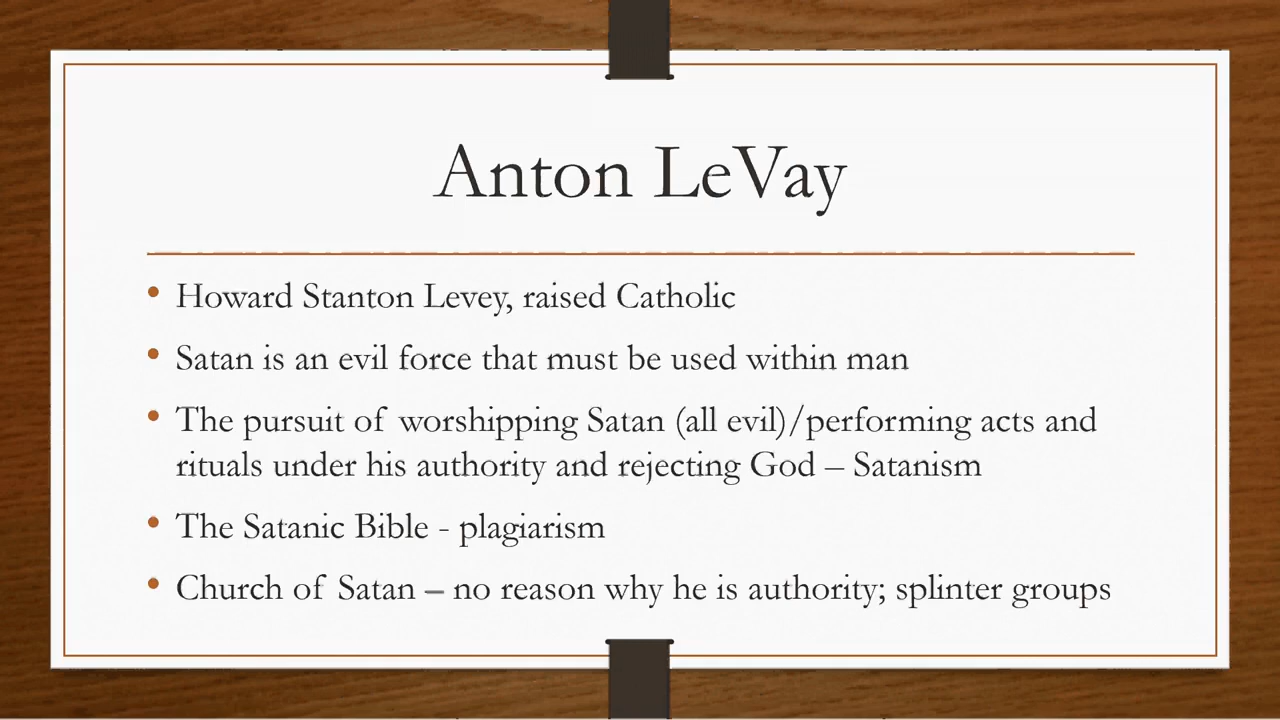 Anton LeVay
• Howard Stanton Levey, raised Catholic
• Satan is an evil force that must be used within man
• The pursuit of worshipping Satan (all evil)/performing acts and
rituals under his authority and rejecting God – Satanism
• The Satanic Bible - plagiarism
• Church of Satan – no reason why he is authority; splinter groups